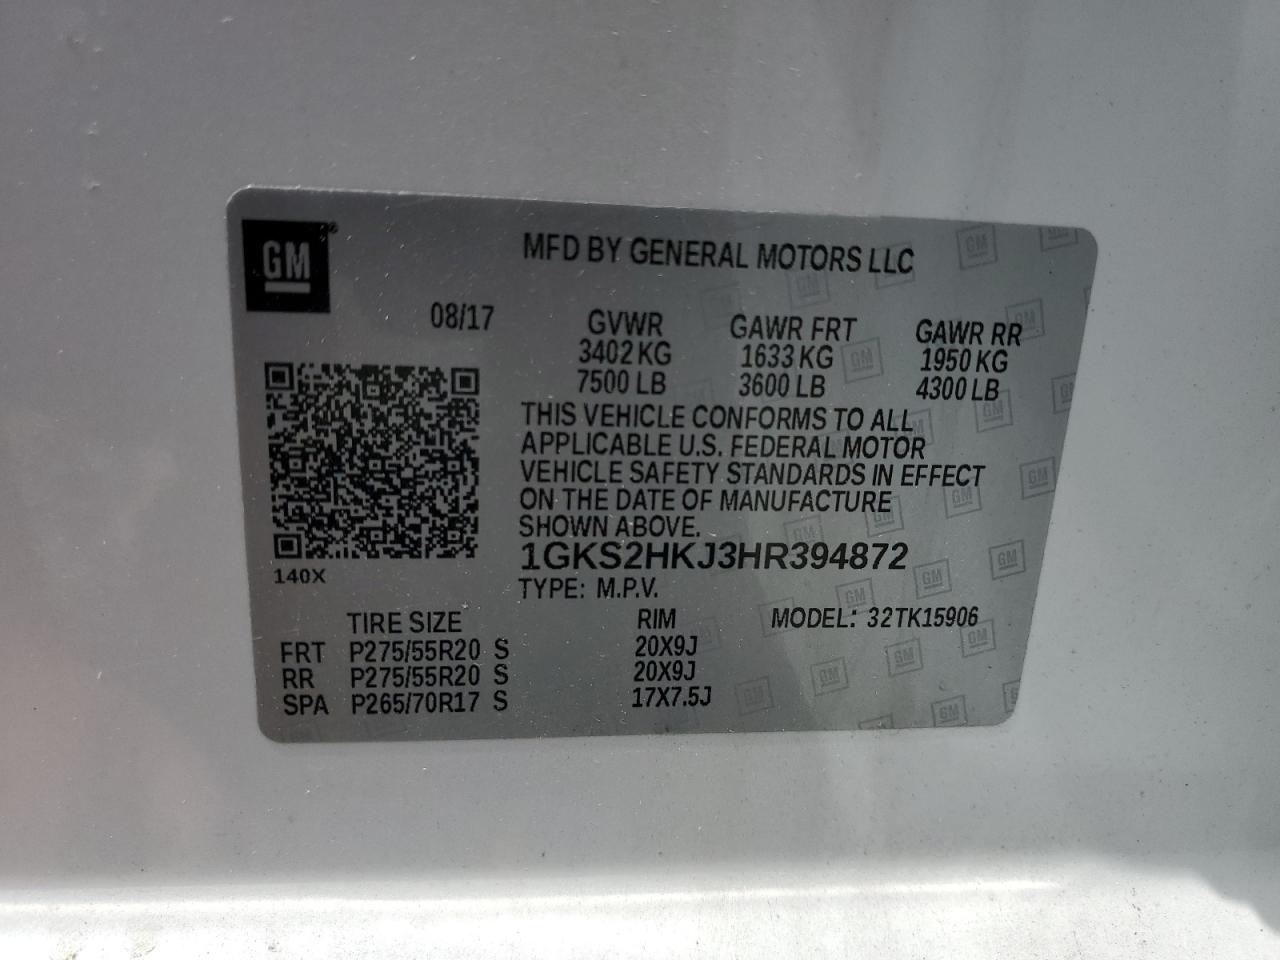 GM
MFD BY GENERAL MOTORS LLC
08/17
GVWR GAWR FRT GAWR RR
3402 KG 1633 KG 1950 KG
7500 LB 3600 LB 4300 LB
THIS VEHICLE CONFORMS TO ALL
APPLICABLE U.S. FEDERAL MOTOR
VEHICLE SAFETY STANDARDS IN EFFECT
ON THE DATE OF MANUFACTURE
SHOWN ABOVE.
1GKS2HKJ3HR394872
140X
TYPE: M.P.V.
TIRE SIZE RIM MODEL: 32TK15906
FRT P275/55R20 S 20X9J
RR P275/55R20 S 20X9J
SPA P265/70R17 S 17X7.5J